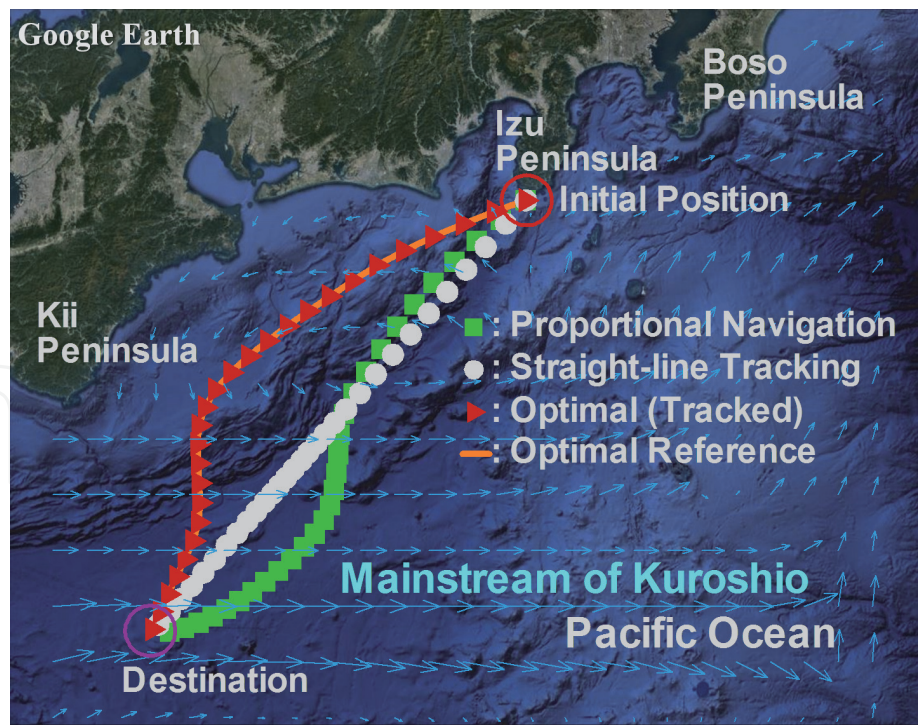 Google Earth
Boso
Peninsula
Izu
Peninsula
Initial Position
Kii
Peninsula
: Proportional Navigation
: Straight-line Tracking
: Optimal (Tracked)
: Optimal Reference
Mainstream of Kuroshio
Pacific Ocean
Destination